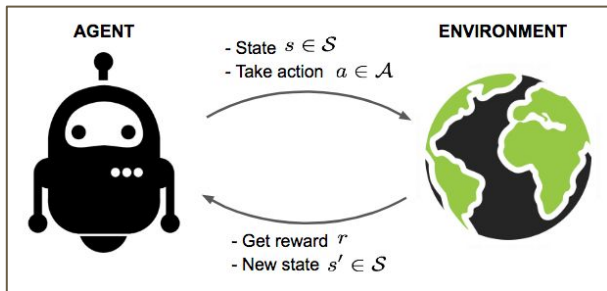 AGENT
ENVIRONMENT
- State s ∈ 𝒮
- Take action a ∈ 𝒜
- Get reward r
- New state s′ ∈ 𝒮